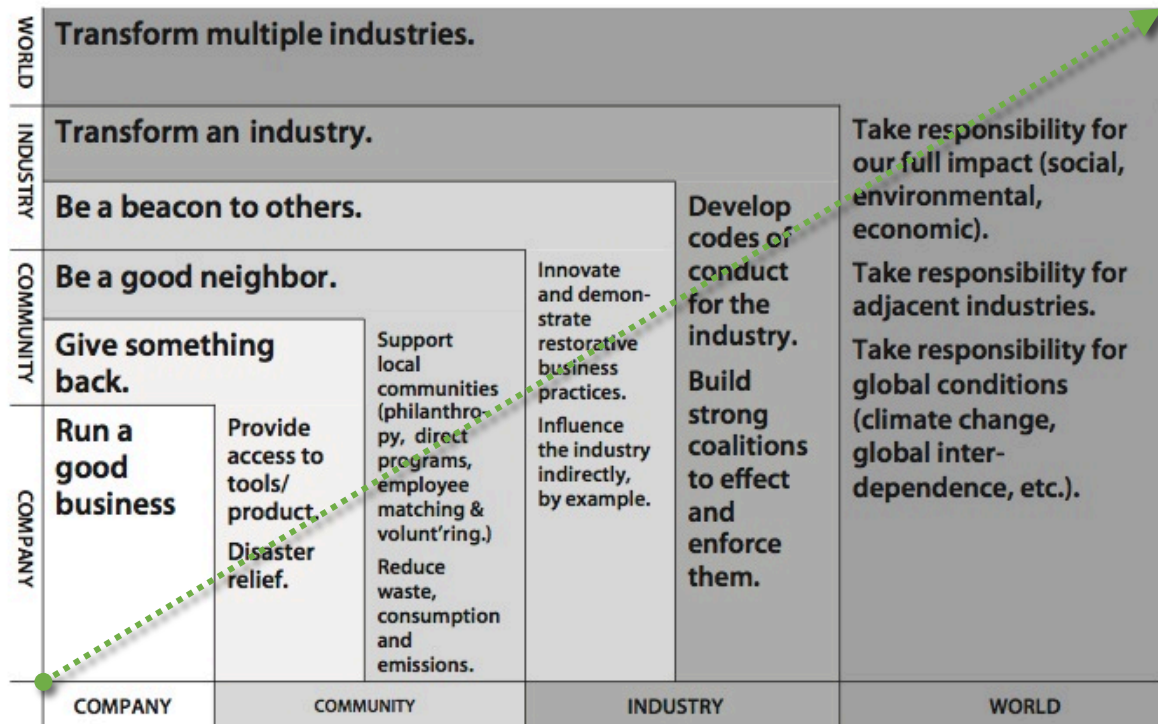 WORLD
Transform multiple industries.
INDUSTRY
Transform an industry.
Be a beacon to others.
COMMUNITY
Be a good neighbor.
Give something
back.
COMPANY
Run a
good
business
Provide
access to
tools/
product.
Disaster
relief.
Support
local
communities
(philanthro-
py, direct
programs,
employee
matching &
volunt'ring.)
Reduce
waste,
consumption
and
emissions.
Innovate
and demon-
strate
restorative
business
practices.
Influence
the industry
indirectly,
by example.
Develop
codes of
conduct
for the
industry.
Build
strong
coalitions
to effect
and
enforce
them.
Take responsibility for
our full impact (social,
environmental,
economic).
Take responsibility for
adjacent industries.
Take responsibility for
global conditions
(climate change,
global inter-
dependence, etc.).
COMPANY
COMMUNITY
INDUSTRY
WORLD